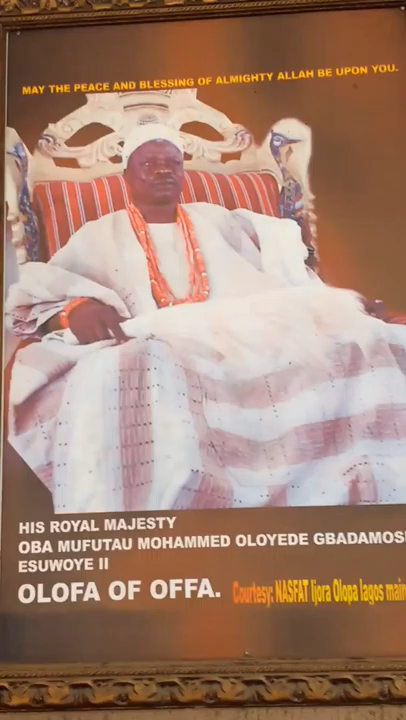 MAY THE PEACE AND BLESSING OF ALMIGHTY ALLAH BE UPON YOU.
HIS ROYAL MAJESTY
OBA MUFUTAU MOHAMMED OLOYEDE GBADAMOSI
ESUWOYE II
OLOFA OF OFFA.
Courtesy: NASFAT Ijora Olopa lagos main